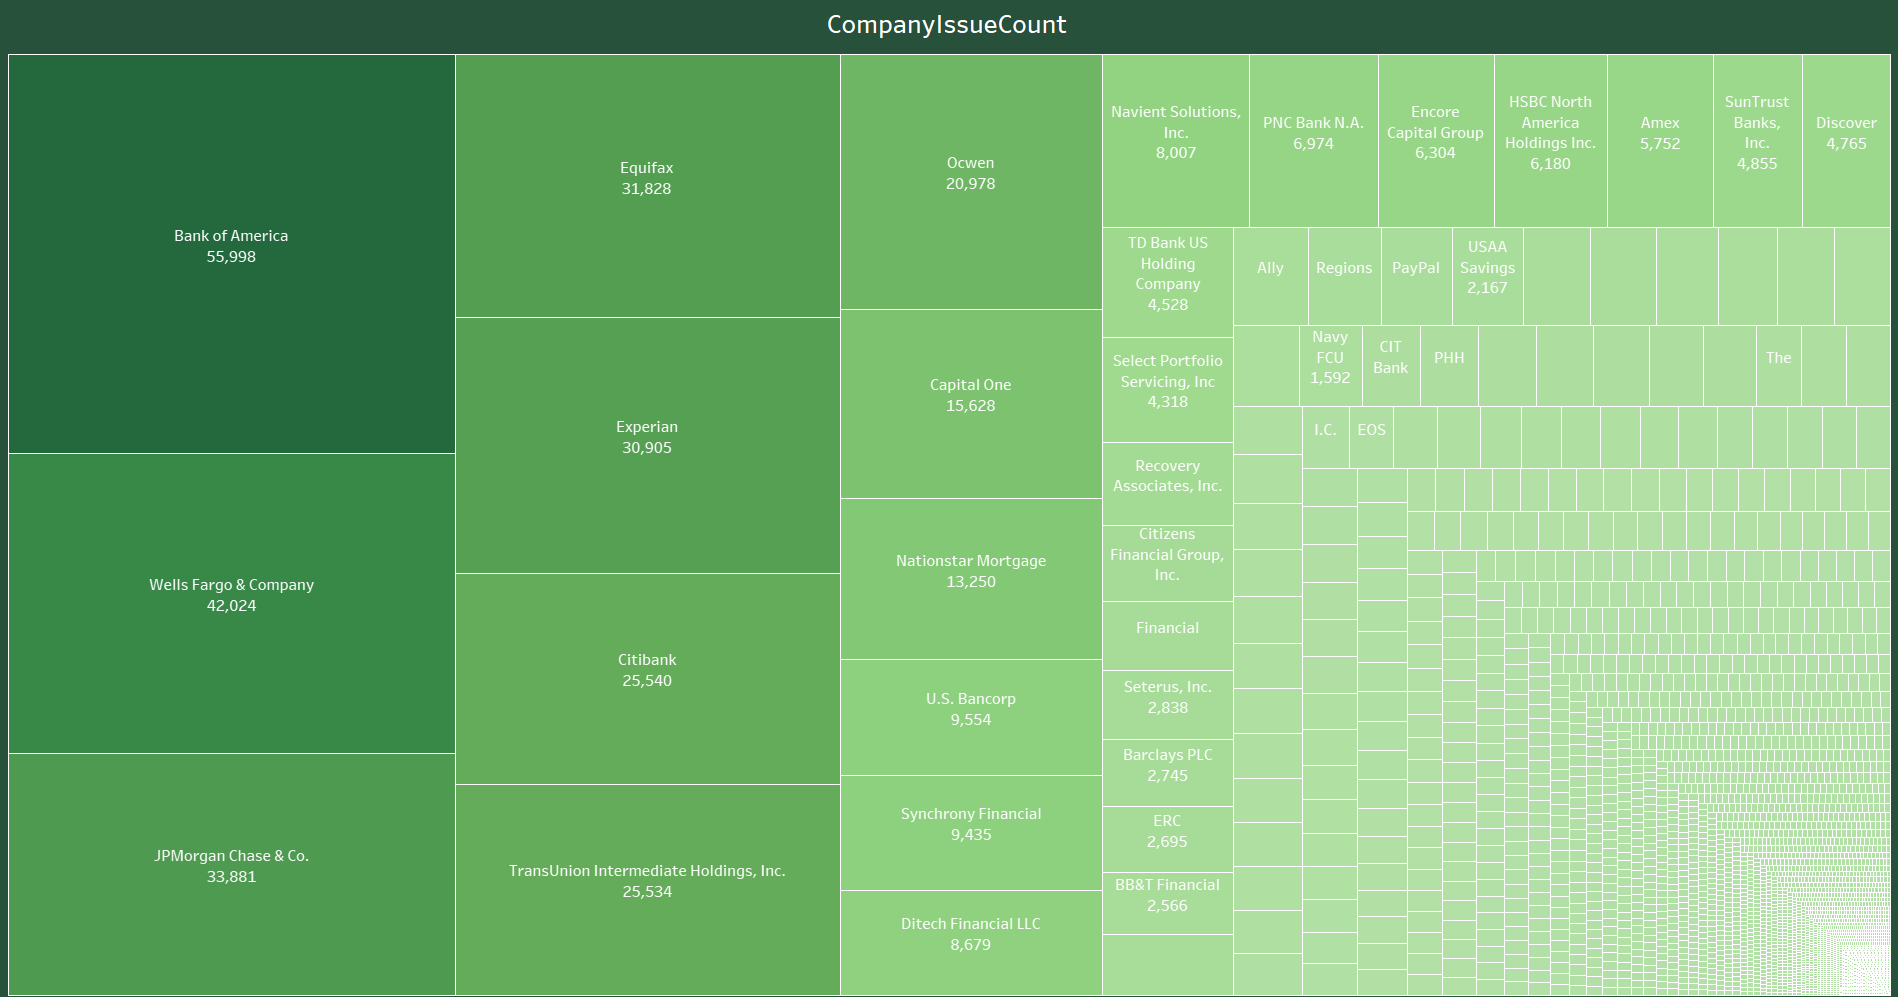 CompanyIssueCount
Bank of America
55,998
Wells Fargo & Company
42,024
JPMorgan Chase & Co.
33,881
Equifax
31,828
Experian
30,905
Citibank
25,540
TransUnion Intermediate Holdings, Inc.
25,534
Ocwen
20,978
Capital One
15,628
Nationstar Mortgage
13,250
U.S. Bancorp
9,554
Synchrony Financial
9,435
Ditech Financial LLC
8,679
Navient Solutions,
Inc.
8,007
PNC Bank N.A.
6,974
Encore
Capital Group
6,304
HSBC North
America
Holdings Inc.
6,180
Amex
5,752
SunTrust
Banks,
Inc.
4,855
Discover
4,765
TD Bank US
Holding
Company
4,528
Select Portfolio
Servicing, Inc
4,318
Recovery
Associates, Inc.
Citizens
Financial Group,
Inc.
Financial
Seterus, Inc.
2,838
Barclays PLC
2,745
ERC
2,695
BB&T Financial
2,566
Ally
Regions
PayPal
USAA
Savings
2,167
Navy
FCU
1,592
CIT
Bank
PHH
The
I.C.
EOS